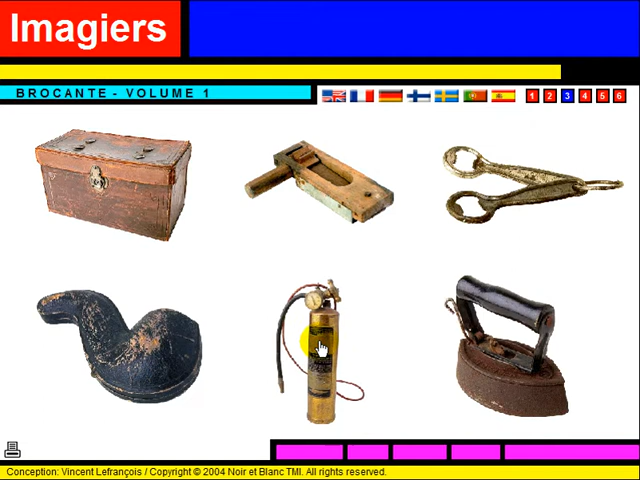 Imagiers
BROCANTE - VOLUME 1
1 2 3 4 5 6
Conception: Vincent Lefrançois / Copyright © 2004 Noir et Blanc TMI. All rights reserved.